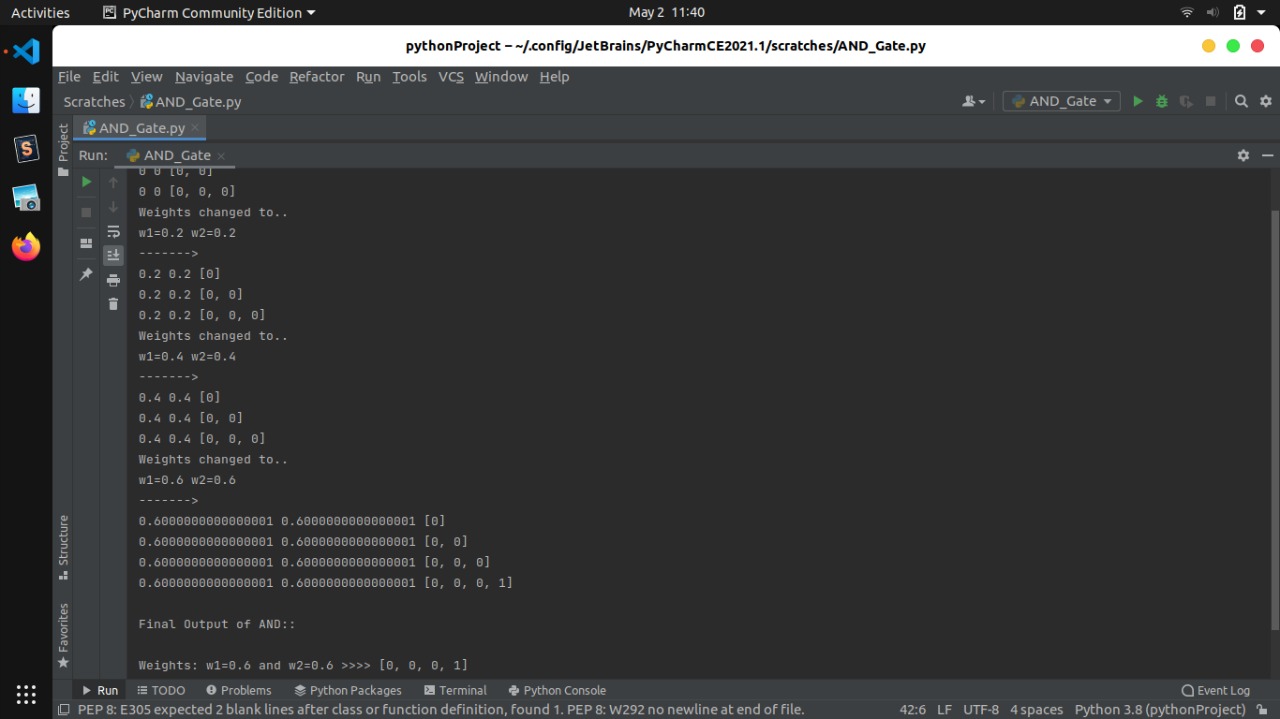 Activities PyCharm Community Edition May 2 11:40
pythonProject – ~/.config/JetBrains/PyCharmCE2021.1/scratches/AND_Gate.py
File Edit View Navigate Code Refactor Run Tools VCS Window Help
Scratches AND_Gate.py AND_Gate
AND_Gate.py
Project
Run: AND_Gate
0 0 [0, 0]
0 0 [0, 0, 0]
Weights changed to..
w1=0.2 w2=0.2
------->
0.2 0.2 [0]
0.2 0.2 [0, 0]
0.2 0.2 [0, 0, 0]
Weights changed to..
w1=0.4 w2=0.4
------->
0.4 0.4 [0]
0.4 0.4 [0, 0]
0.4 0.4 [0, 0, 0]
Weights changed to..
w1=0.6 w2=0.6
------->
0.6000000000000001 0.6000000000000001 [0]
0.6000000000000001 0.6000000000000001 [0, 0]
0.6000000000000001 0.6000000000000001 [0, 0, 0]
0.6000000000000001 0.6000000000000001 [0, 0, 0, 1]
Final Output of AND::
Weights: w1=0.6 and w2=0.6 >>>> [0, 0, 0, 1]
Structure
Favorites
Run TODO Problems Python Packages Terminal Python Console Event Log
PEP 8: E305 expected 2 blank lines after class or function definition, found 1. PEP 8: W292 no newline at end of file. 42:6 LF UTF-8 4 spaces Python 3.8 (pythonProject)